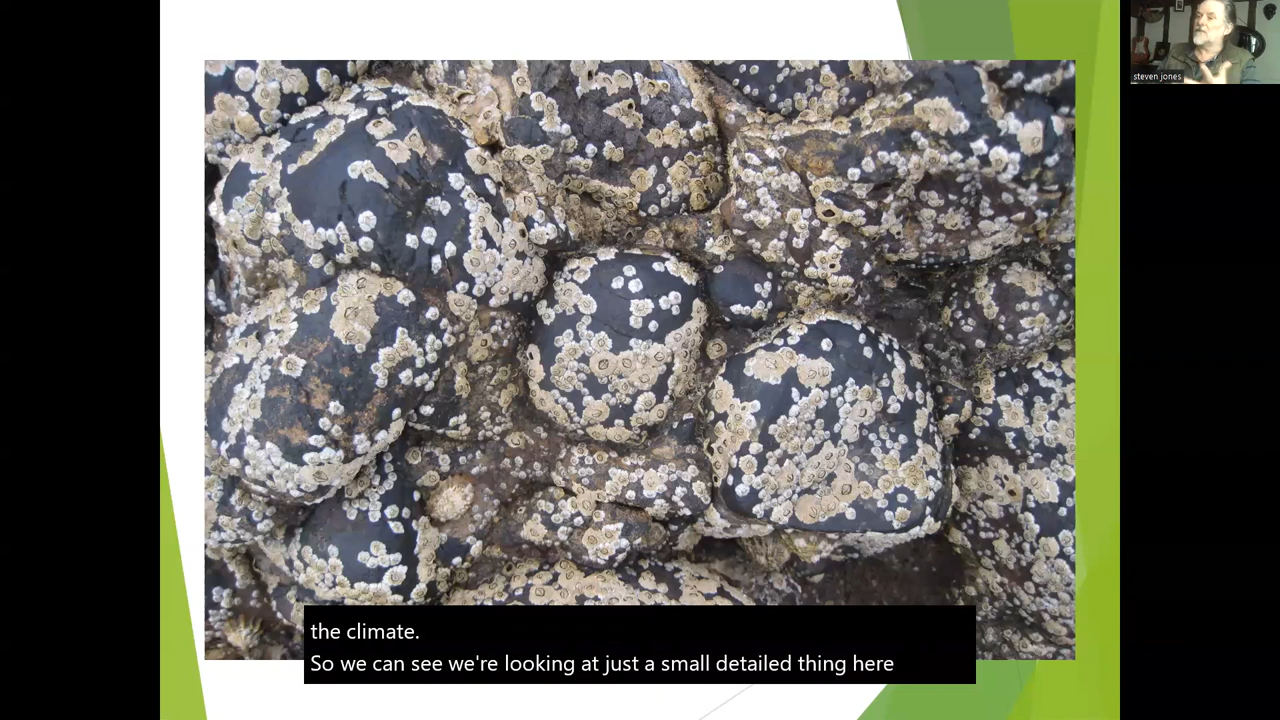 steven jones
the climate.
So we can see we're looking at just a small detailed thing here